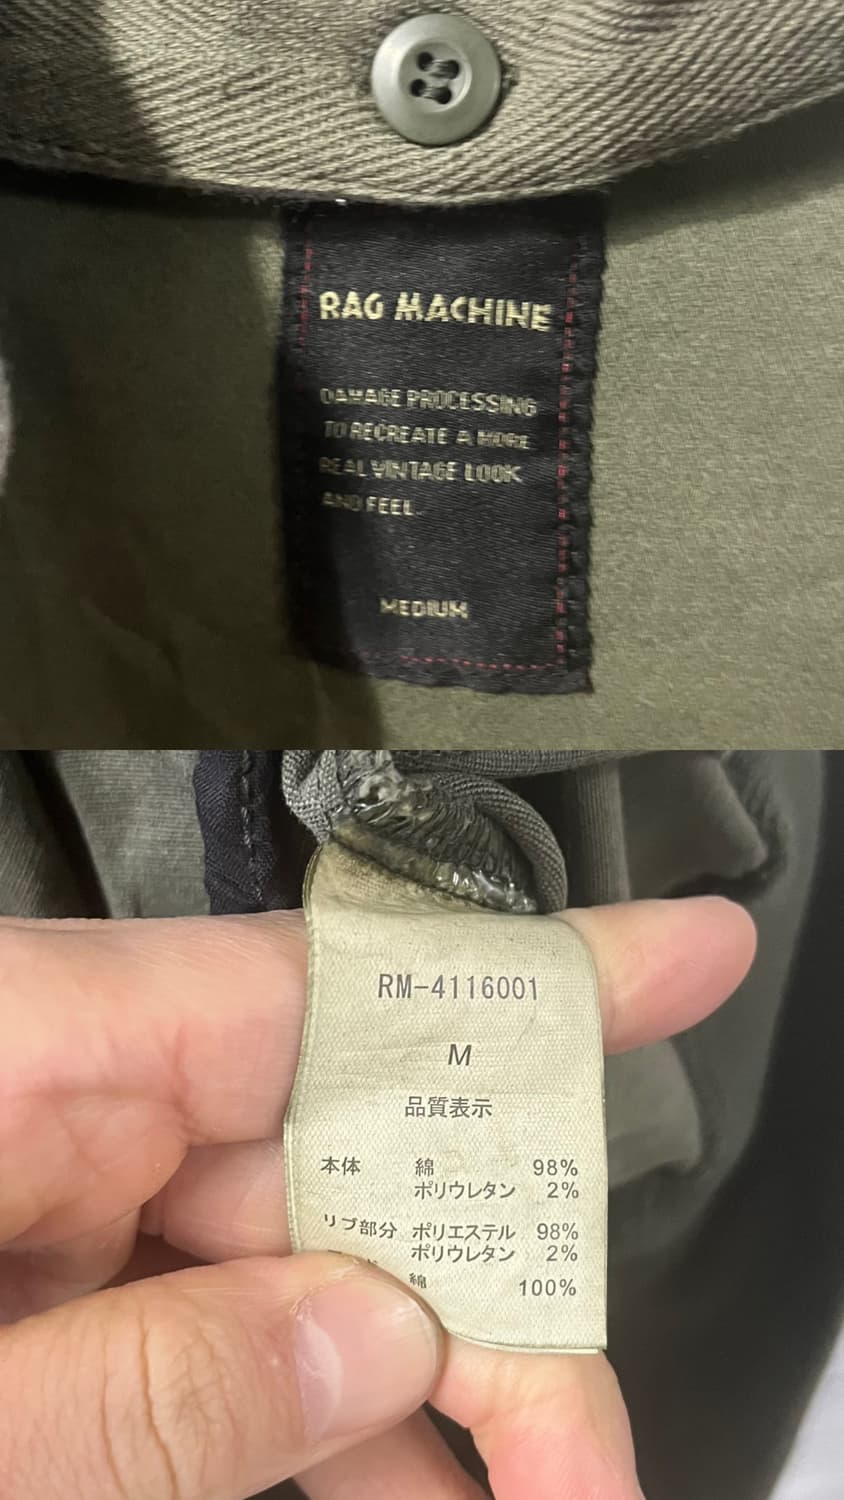 RAG MACHINE
DAMAGE PROCESSING
TO RECREATE A MORE
REAL VINTAGE LOOK
AND FEEL.
MEDIUM
RM-4116001
M
品質表示
本体 綿 98%
ポリウレタン 2%
リブ部分 ポリエステル 98%
ポリウレタン 2%
綿 100%